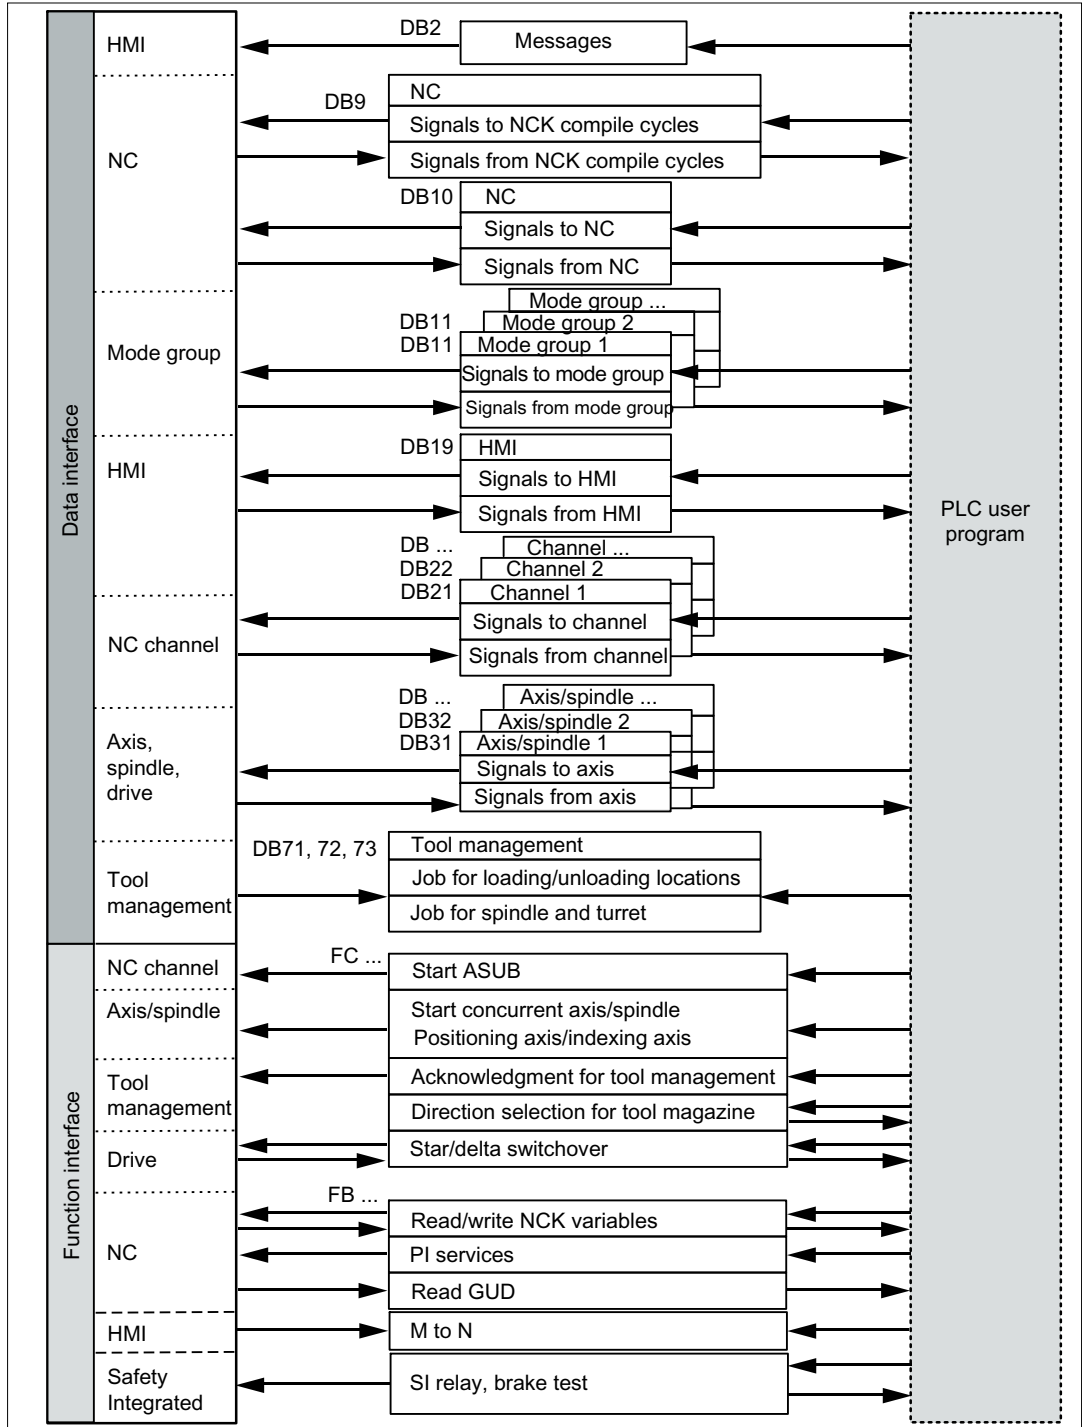 HMI
DB2
Messages
NC
DB9
NC
Signals to NCK compile cycles
Signals from NCK compile cycles
DB10
NC
Signals to NC
Signals from NC
Mode group
Mode group ...
DB11
Mode group 2
DB11
Mode group 1
Signals to mode group
Signals from mode group
HMI
DB19
HMI
Signals to HMI
Signals from HMI
DB ...
Channel ...
DB22
Channel 2
DB21
Channel 1
NC channel
Signals to channel
Signals from channel
DB ...
Axis/spindle ...
DB32
Axis/spindle 2
DB31
Axis/spindle 1
Axis,
spindle,
drive
Signals to axis
Signals from axis
DB71, 72, 73
Tool management
Tool
management
Job for loading/unloading locations
Job for spindle and turret
Data interface
PLC user
program
NC channel
FC ...
Start ASUB
Axis/spindle
Start concurrent axis/spindle
Positioning axis/indexing axis
Tool
management
Acknowledgment for tool management
Direction selection for tool magazine
Drive
Star/delta switchover
FB ...
NC
Read/write NCK variables
PI services
Read GUD
HMI
M to N
Safety
Integrated
SI relay, brake test
Function interface